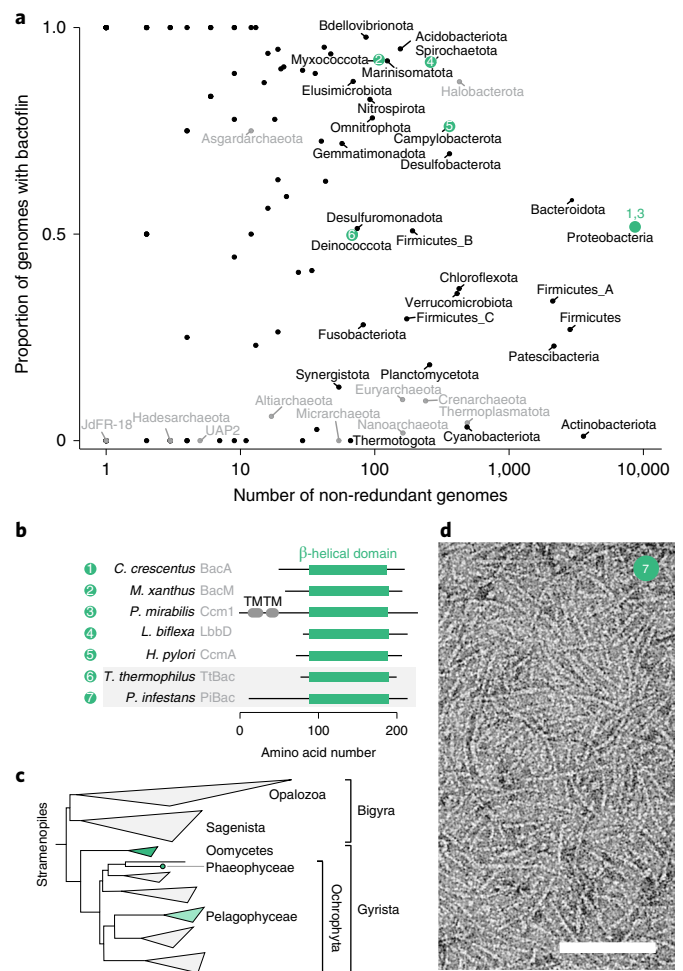 a
Proportion of genomes with bactofilin
1.0
0.5
0
Bdellovibrionota
Acidobacteriota
Myxococcota 2
Spirochaetota
4
Marinisomatota
Elusimicrobiota
Halobacterota
Nitrospirota
Omnitrophota
5
Campylobacterota
Asgardarchaeota
Gemmatimonadota
Desulfobacterota
Bacteroidota
1,3
Proteobacteria
Desulfuromonadota
6
Deinococcota
Firmicutes_B
Chloroflexota
Verrucomicrobiota
Firmicutes_A
Firmicutes_C
Firmicutes
Fusobacteriota
Patescibacteria
Synergistota
Planctomycetota
Euryarchaeota
Crenarchaeota
Altiarchaeota
Thermoplasmatota
Hadesarchaeota
Micrarchaeota
JdFR-18
UAP2
Nanoarchaeota
Actinobacteriota
Thermotogota
Cyanobacteriota
1 10 100 1,000 10,000
Number of non-redundant genomes
b
β-helical domain
1 C. crescentus BacA
2 M. xanthus BacM
TMTM
3 P. mirabilis Ccm1
4 L. biflexa LbbD
5 H. pylori CcmA
6 T. thermophilus TtBac
7 P. infestans PiBac
0 100 200
Amino acid number
c
Stramenopiles
Opalozoa
Bigyra
Sagenista
Oomycetes
Phaeophyceae
Pelagophyceae
Ochrophyta
Gyrista
d
7